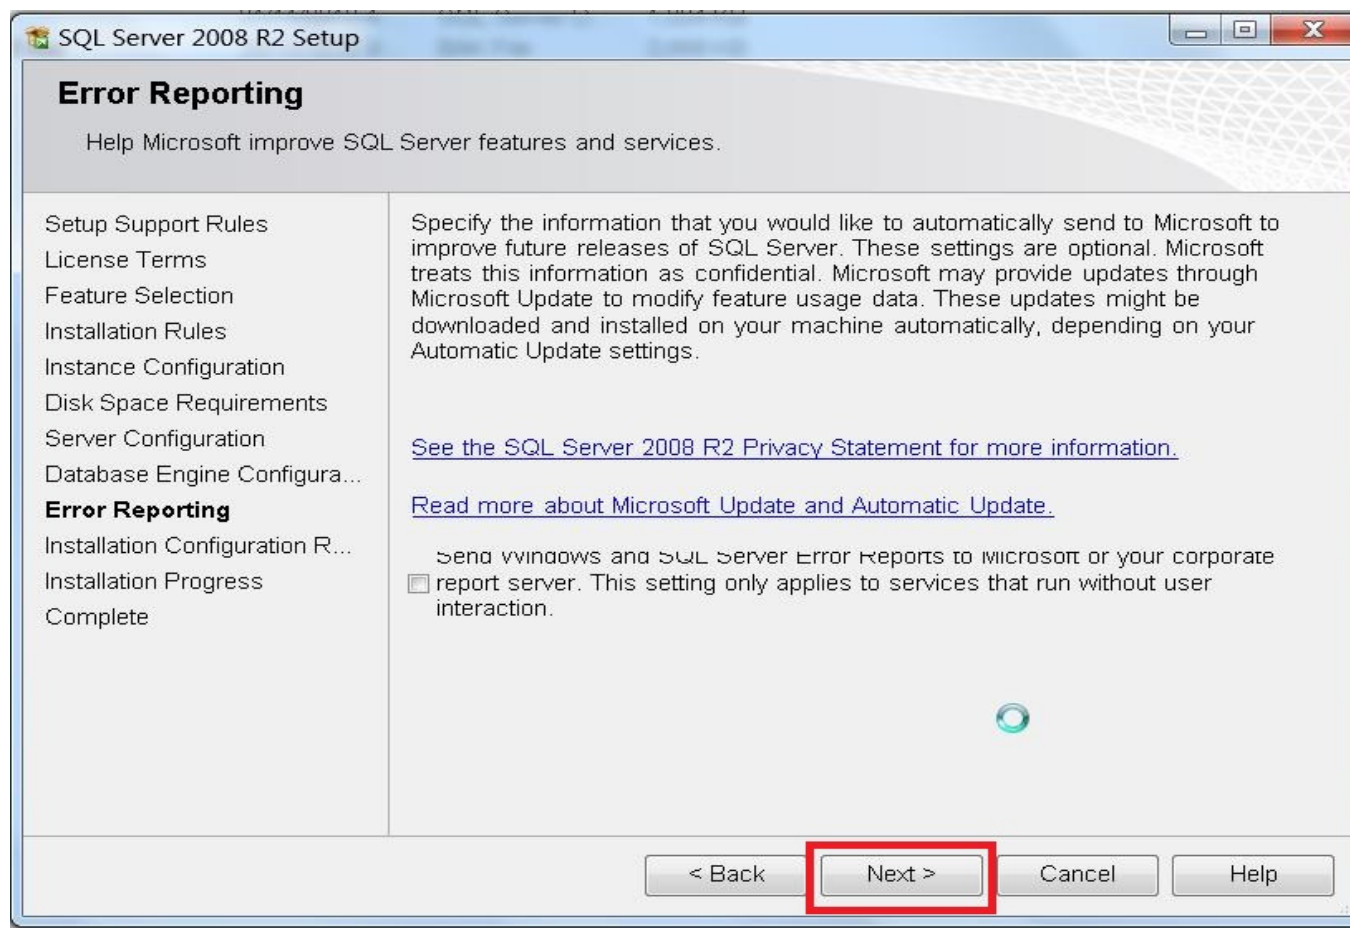 SQL Server 2008 R2 Setup
Error Reporting
Help Microsoft improve SQL Server features and services.
Setup Support Rules
License Terms
Feature Selection
Installation Rules
Instance Configuration
Disk Space Requirements
Server Configuration
Database Engine Configura...
Error Reporting
Installation Configuration R...
Installation Progress
Complete
Specify the information that you would like to automatically send to Microsoft to
improve future releases of SQL Server. These settings are optional. Microsoft
treats this information as confidential. Microsoft may provide updates through
Microsoft Update to modify feature usage data. These updates might be
downloaded and installed on your machine automatically, depending on your
Automatic Update settings.
See the SQL Server 2008 R2 Privacy Statement for more information.
Read more about Microsoft Update and Automatic Update.
Send Windows and SQL Server Error Reports to Microsoft or your corporate
report server. This setting only applies to services that run without user
interaction.
< Back
Next >
Cancel
Help